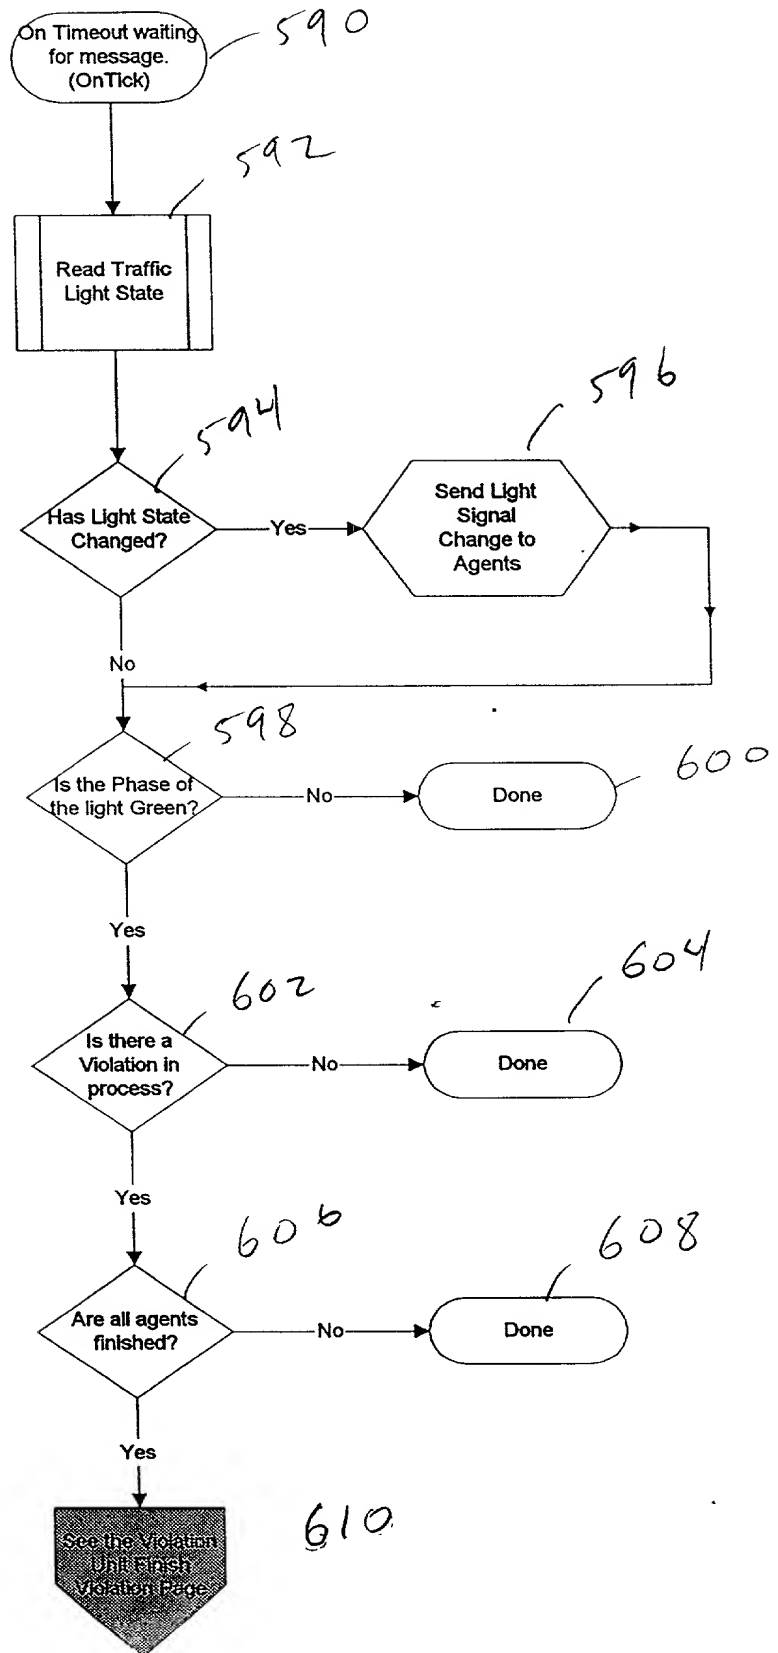 On Timeout waiting
for message.
(OnTick)
590
592
Read Traffic
Light State
594
596
Has Light State
Changed?
Yes
Send Light
Signal
Change to
Agents
No
598
600
Is the Phase of
the light Green?
No
Done
Yes
602
604
Is there a
Violation in
process?
No
Done
Yes
606
608
Are all agents
finished?
No
Done
Yes
610
See the Violation
Unit Finish
Violation Page